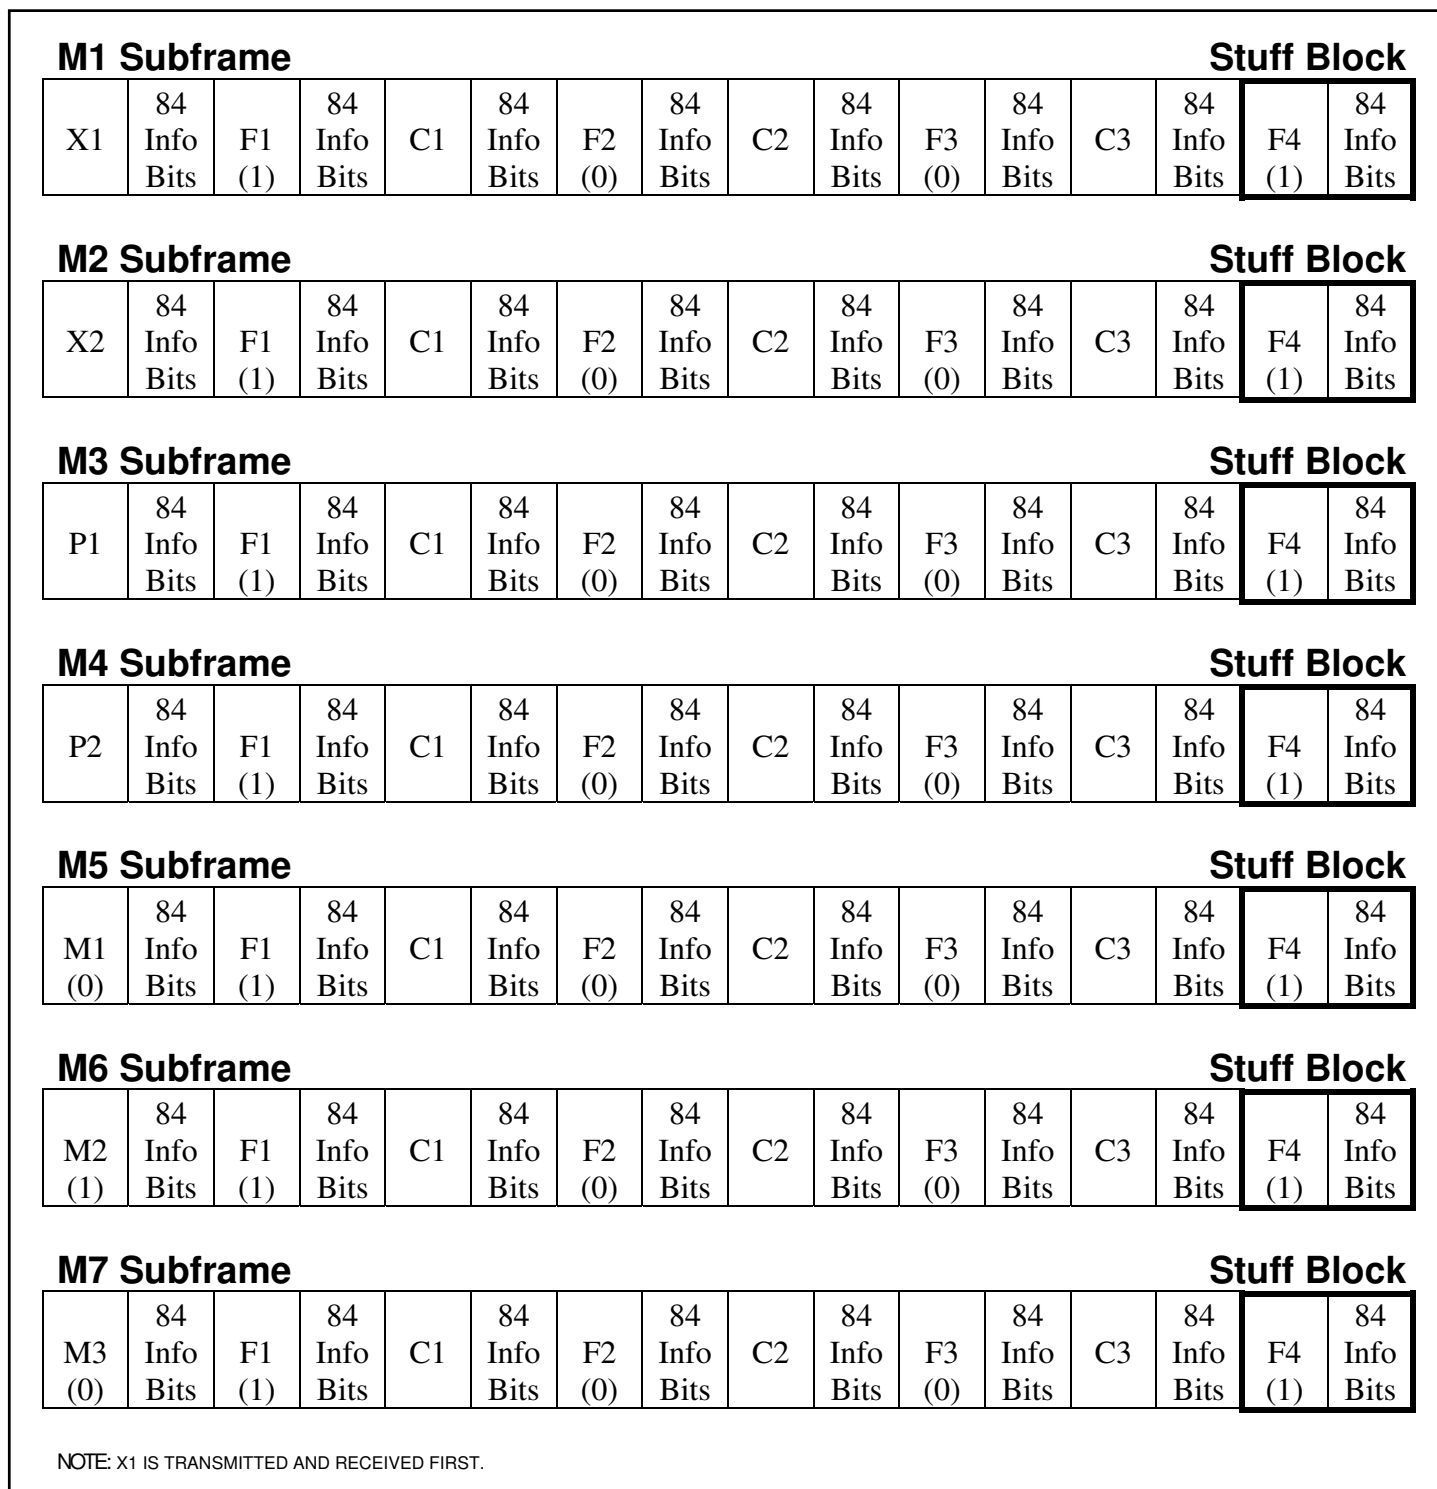 M1 Subframe Stuff Block
84 84 84 84 84 84 84 84
X1 Info F1 Info C1 Info F2 Info C2 Info F3 Info C3 Info F4 Info
Bits (1) Bits Bits (0) Bits Bits (0) Bits Bits (1) Bits
M2 Subframe Stuff Block
84 84 84 84 84 84 84 84
X2 Info F1 Info C1 Info F2 Info C2 Info F3 Info C3 Info F4 Info
Bits (1) Bits Bits (0) Bits Bits (0) Bits Bits (1) Bits
M3 Subframe Stuff Block
84 84 84 84 84 84 84 84
P1 Info F1 Info C1 Info F2 Info C2 Info F3 Info C3 Info F4 Info
Bits (1) Bits Bits (0) Bits Bits (0) Bits Bits (1) Bits
M4 Subframe Stuff Block
84 84 84 84 84 84 84 84
P2 Info F1 Info C1 Info F2 Info C2 Info F3 Info C3 Info F4 Info
Bits (1) Bits Bits (0) Bits Bits (0) Bits Bits (1) Bits
M5 Subframe Stuff Block
84 84 84 84 84 84 84 84
M1 Info F1 Info C1 Info F2 Info C2 Info F3 Info C3 Info F4 Info
(0) Bits (1) Bits Bits (0) Bits Bits (0) Bits Bits (1) Bits
M6 Subframe Stuff Block
84 84 84 84 84 84 84 84
M2 Info F1 Info C1 Info F2 Info C2 Info F3 Info C3 Info F4 Info
(1) Bits (1) Bits Bits (0) Bits Bits (0) Bits Bits (1) Bits
M7 Subframe Stuff Block
84 84 84 84 84 84 84 84
M3 Info F1 Info C1 Info F2 Info C2 Info F3 Info C3 Info F4 Info
(0) Bits (1) Bits Bits (0) Bits Bits (0) Bits Bits (1) Bits
NOTE: X1 IS TRANSMITTED AND RECEIVED FIRST.